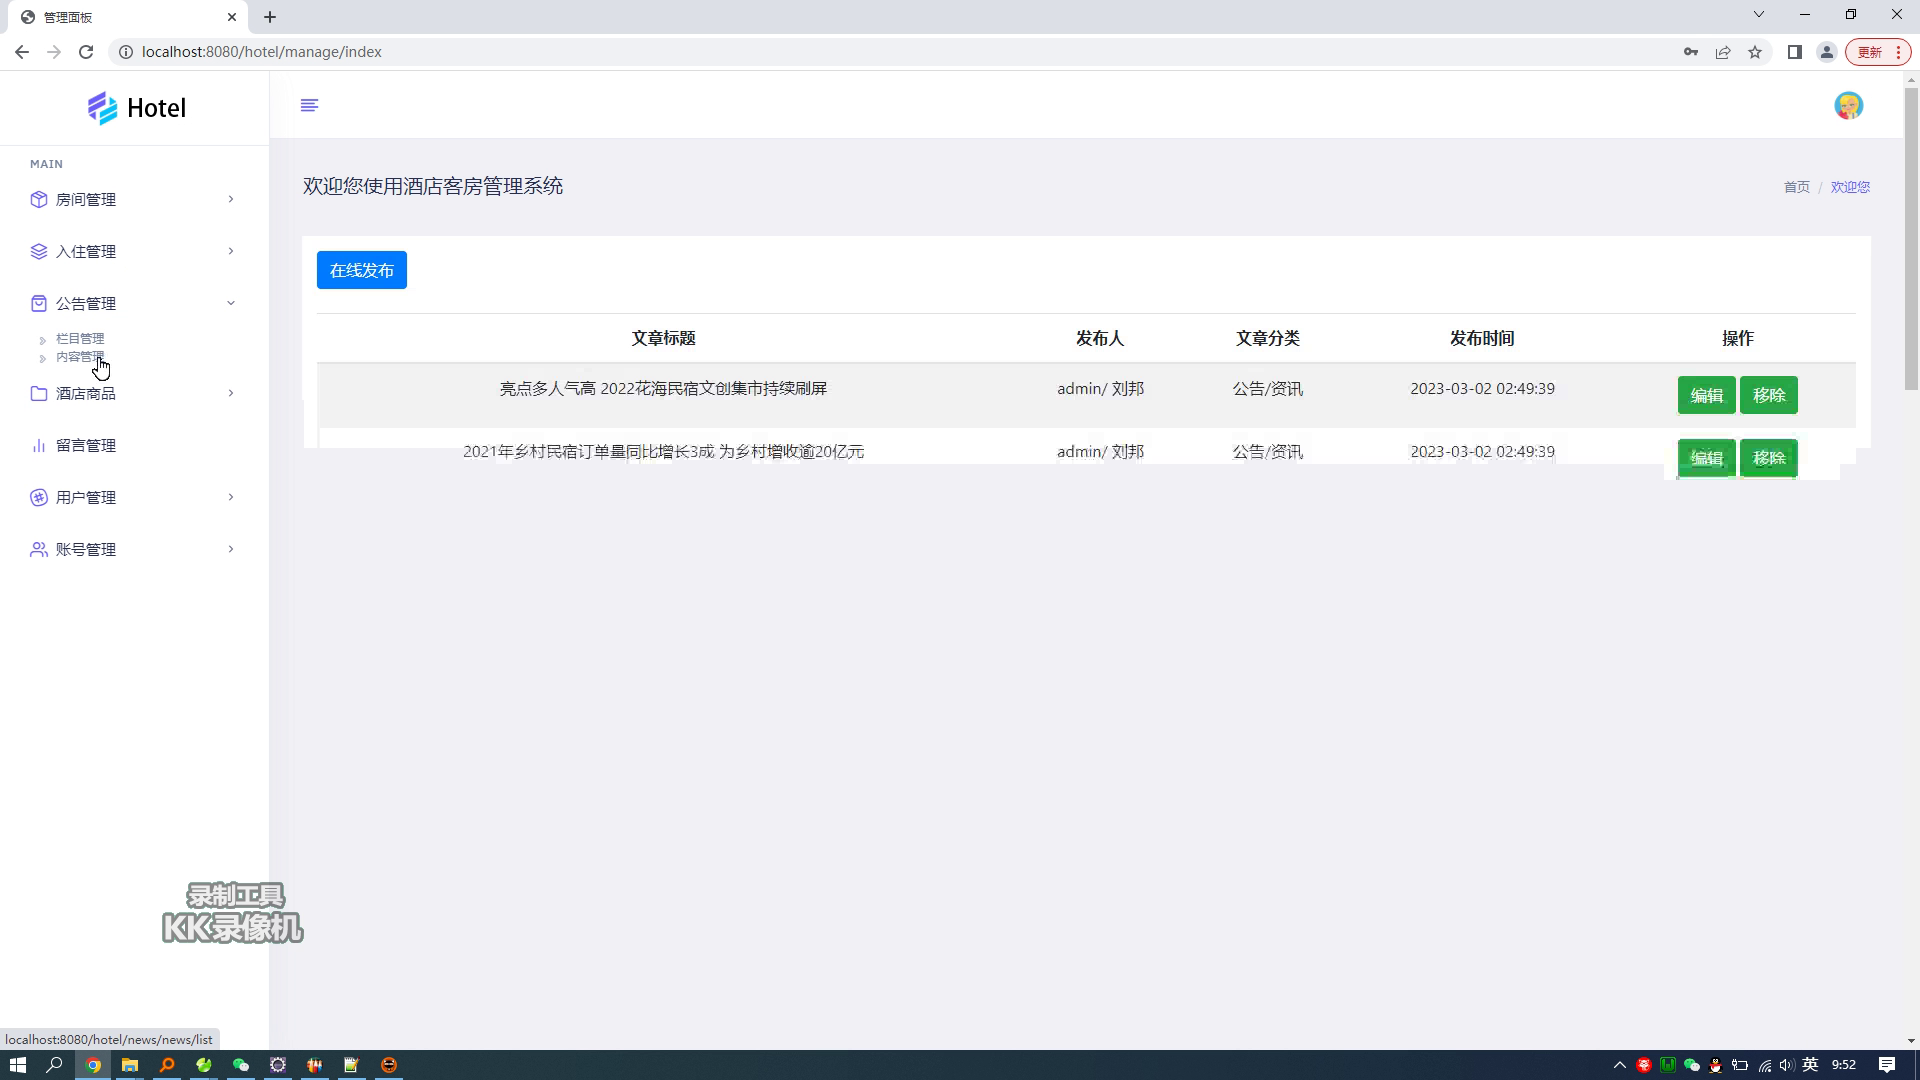 管理面板
localhost:8080/hotel/manage/index
更新
Hotel
MAIN
房间管理
入住管理
公告管理
栏目管理
内容管理
酒店商品
留言管理
用户管理
账号管理
欢迎您使用酒店客房管理系统
首页 / 欢迎您
在线发布
文章标题 发布人 文章分类 发布时间 操作
亮点多人气高 2022花海民宿文创集市持续刷屏 admin/ 刘邦 公告/资讯 2023-03-02 02:49:39 编辑 移除
2021年乡村民宿订单量同比增长3成 为乡村增收逾20亿元 admin/ 刘邦 公告/资讯 2023-03-02 02:49:39 编辑 移除
录制工具
KK录像机
localhost:8080/hotel/news/news/list
英 9:52